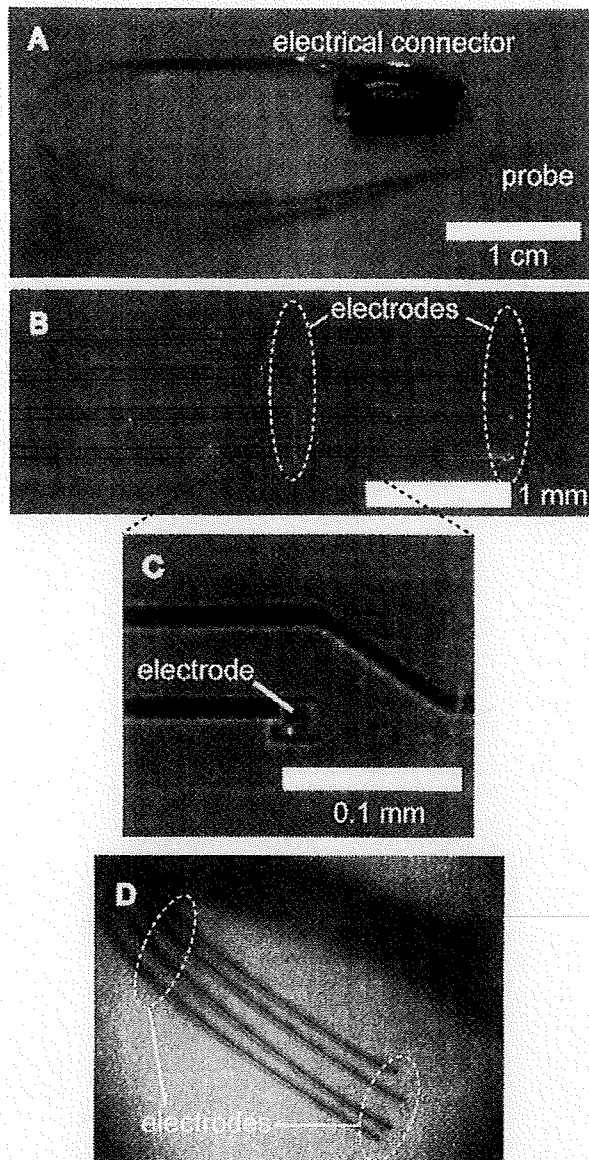 A
electrical connector
probe
1 cm
B
electrodes
1 mm
C
electrode
0.1 mm
D
electrodes